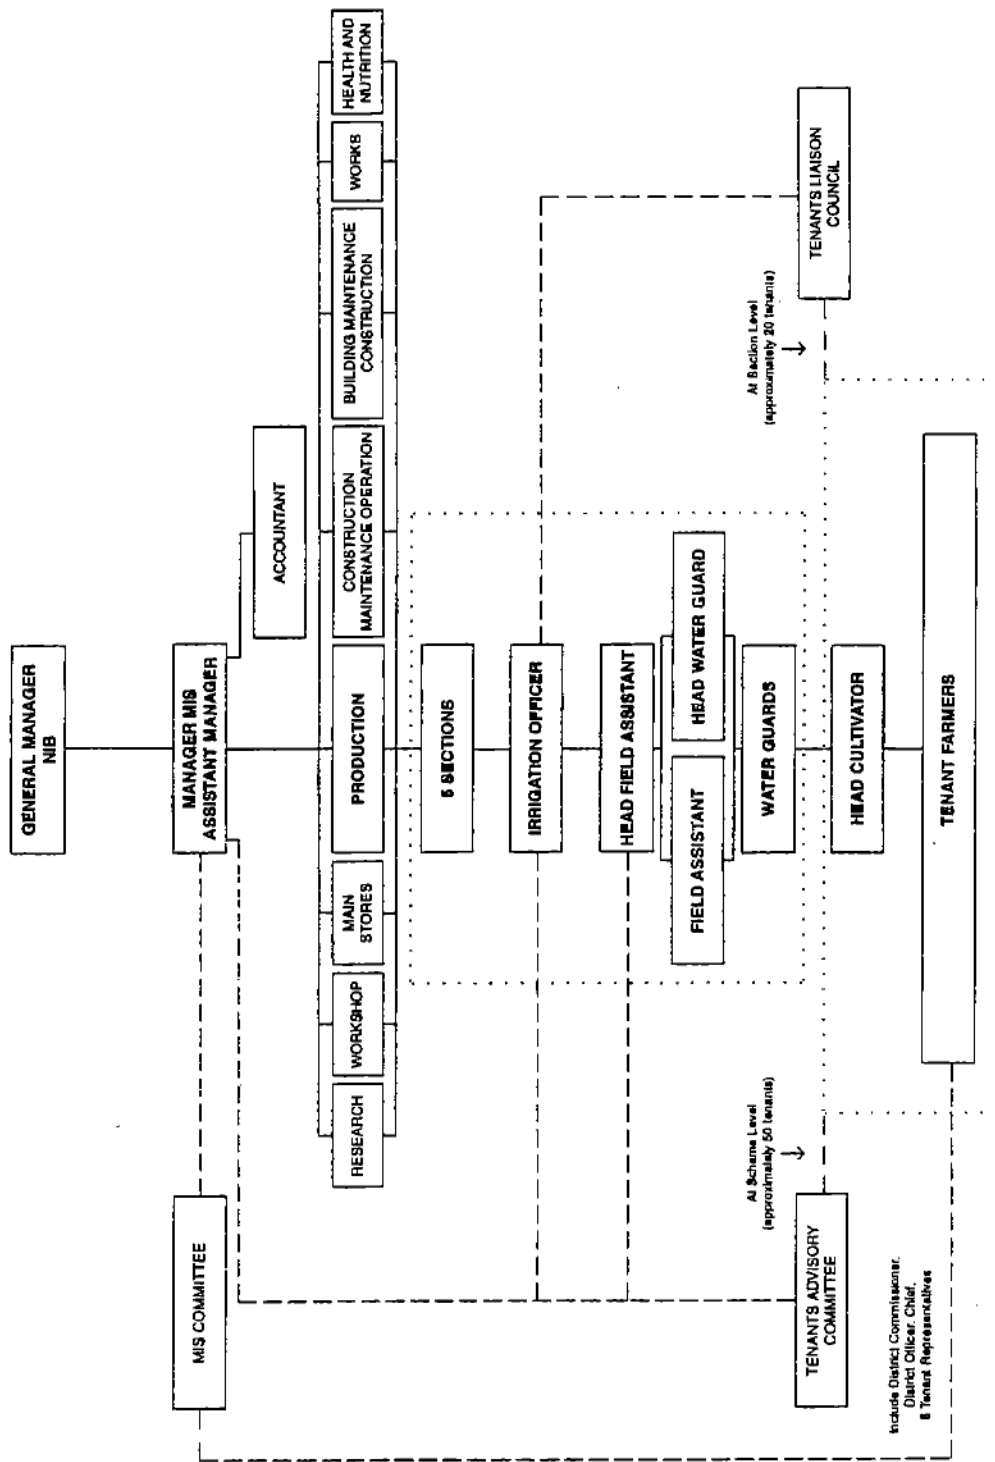 GENERAL MANAGER
NIB
MIS COMMITTEE
MANAGER MIS
ASSISTANT MANAGER
ACCOUNTANT
RESEARCH
WORKSHOP
MAIN
STORES
PRODUCTION
CONSTRUCTION
MAINTENANCE OPERATION
BUILDING MAINTENANCE
CONSTRUCTION
WORKS
HEALTH AND
NUTRITION
5 SECTIONS
IRRIGATION OFFICER
HEAD FIELD ASSISTANT
FIELD ASSISTANT
HEAD WATER GUARD
WATER GUARDS
At Scheme Level
(approximately 50 tenants)
At Section Level
(approximately 20 tenants)
TENANTS ADVISORY
COMMITTEE
HEAD CULTIVATOR
TENANTS LIAISON
COUNCIL
Include District Commissioner,
District Officer, Chief,
& Tenant Representatives
TENANT FARMERS